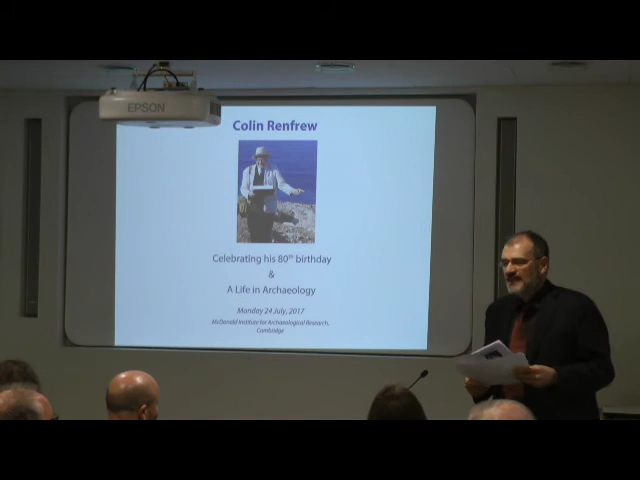 EPSON
Colin Renfrew
Celebrating his 80th birthday
&
A Life in Archaeology
Monday 24 July, 2017
McDonald Institute for Archaeological Research,
Cambridge